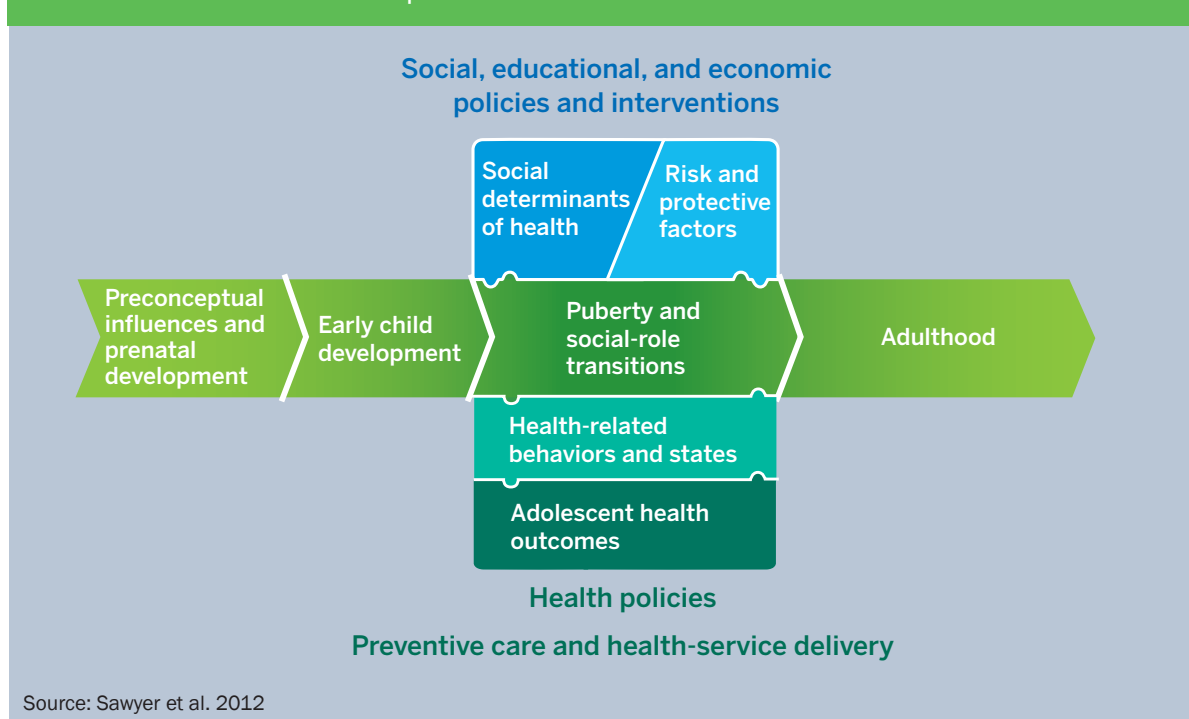 Social, educational, and economic
policies and interventions
Social
determinants
of health
Risk and
protective
factors
Preconceptual
influences and
prenatal
development
Early child
development
Puberty and
social-role
transitions
Adulthood
Health-related
behaviors and states
Adolescent health
outcomes
Health policies
Preventive care and health-service delivery
Source: Sawyer et al. 2012